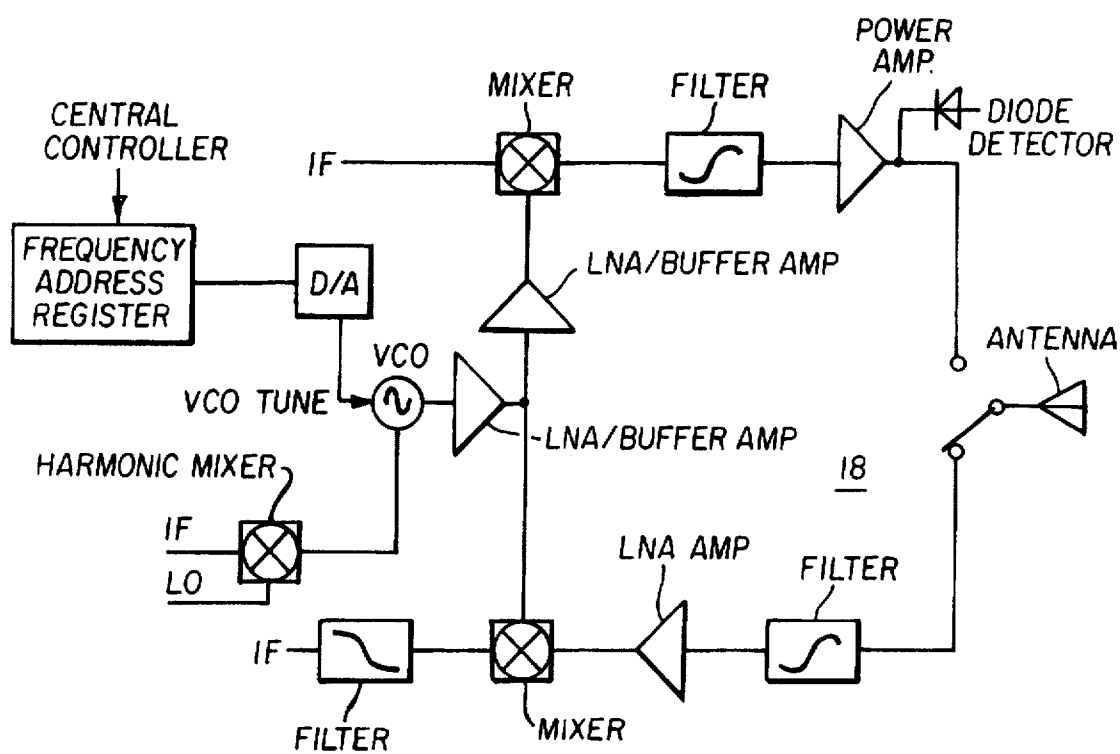 POWER
AMP.
MIXER
FILTER
DIODE
DETECTOR
CENTRAL
CONTROLLER
IF
FREQUENCY
ADDRESS
REGISTER
D/A
LNA/BUFFER AMP
ANTENNA
VCO
VCO TUNE
LNA/BUFFER AMP
HARMONIC MIXER
18
IF
LO
LNA AMP
FILTER
IF
FILTER
MIXER